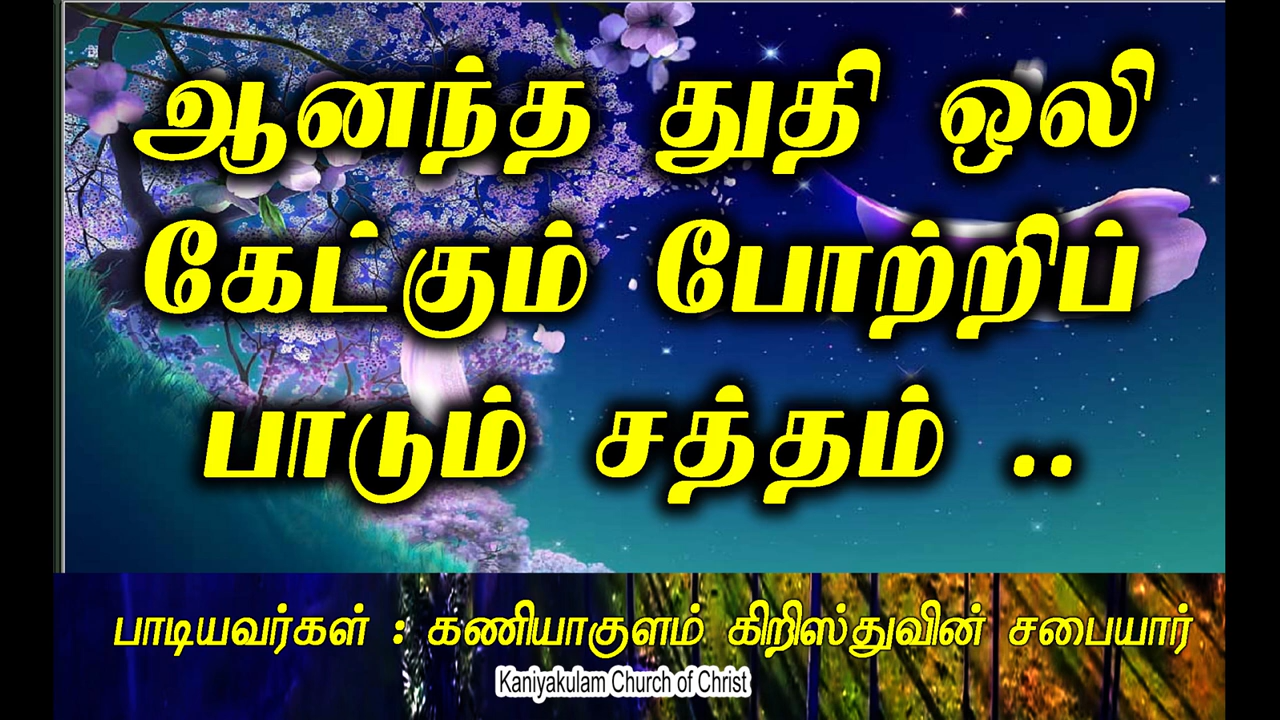 ஆனந்த துதி ஒலி
கேட்கும் போற்றிப்
பாடும் சத்தம் ..
பாடியவர்கள் : கணியாகுளம் கிறிஸ்துவின் சபையார்
Kaniyakulam Church of Christ